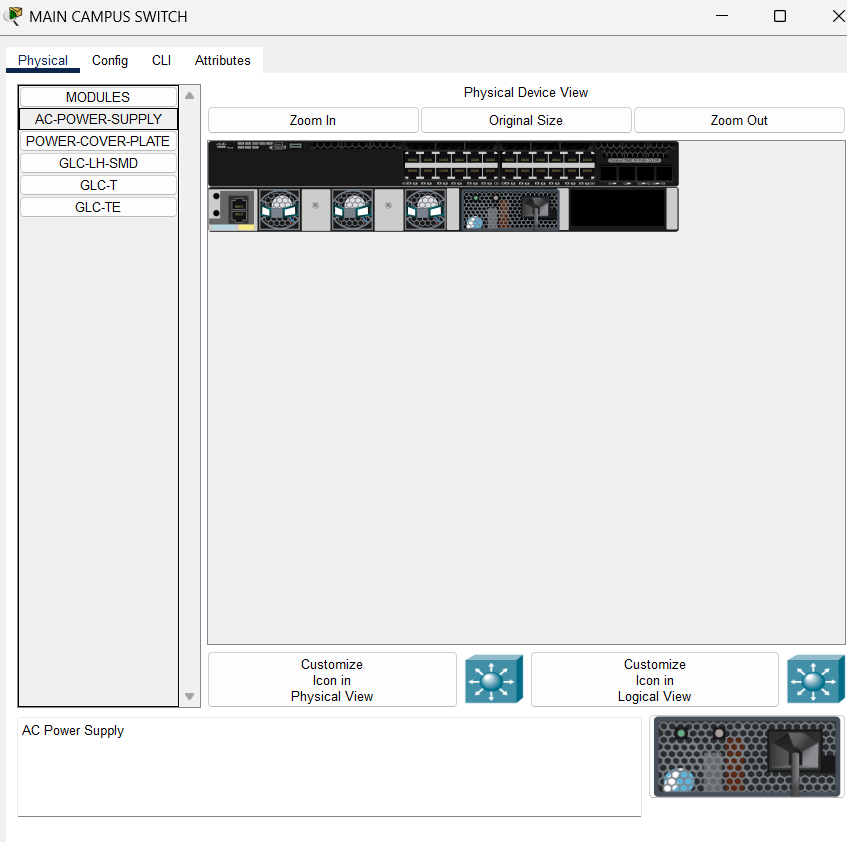 MAIN CAMPUS SWITCH
Physical Config CLI Attributes
MODULES
AC-POWER-SUPPLY
POWER-COVER-PLATE
GLC-LH-SMD
GLC-T
GLC-TE
Physical Device View
Zoom In Original Size Zoom Out
Customize
Icon in
Physical View
Customize
Icon in
Logical View
AC Power Supply